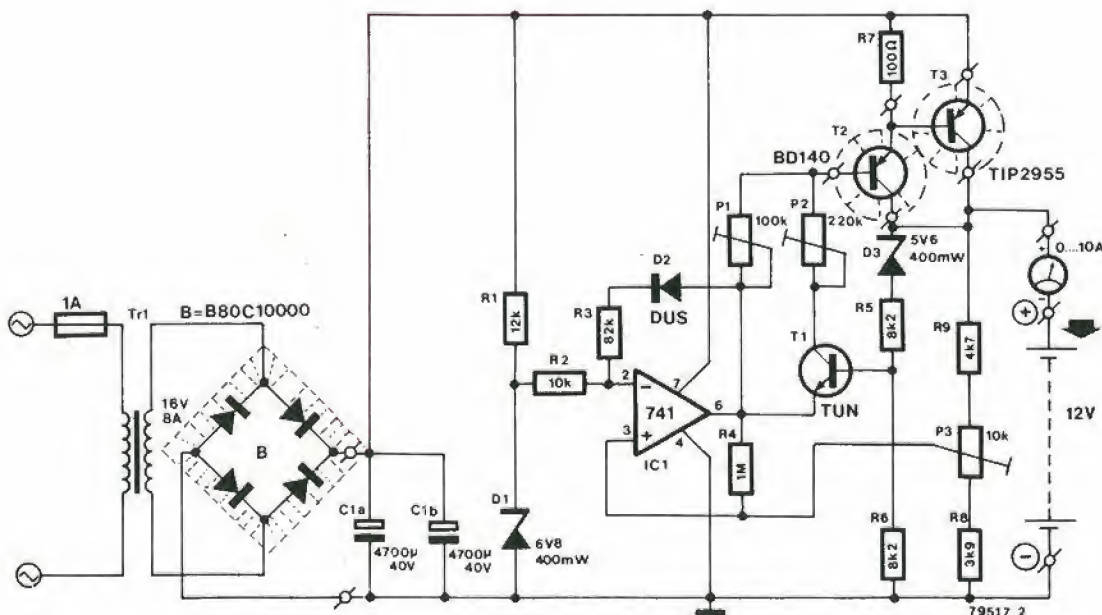 R7
100Ω
T3
T2
BD140
TIP2955
P1
100k
P2
220k
D3
5V6
400mW
0...10A
+
-
D2
DUS
R1
12k
R3
82k
R5
8k2
R9
4k7
1A
Tr1
B=B80C10000
R2
10k
T1
TUN
2
-
7
741
6
3
+
4
IC1
R4
1M
P3
10k
12V
16V
8A
B
D1
6V8
400mW
C1a
4700µ
40V
C1b
4700µ
40V
R6
8k2
R8
3k9
79517 2